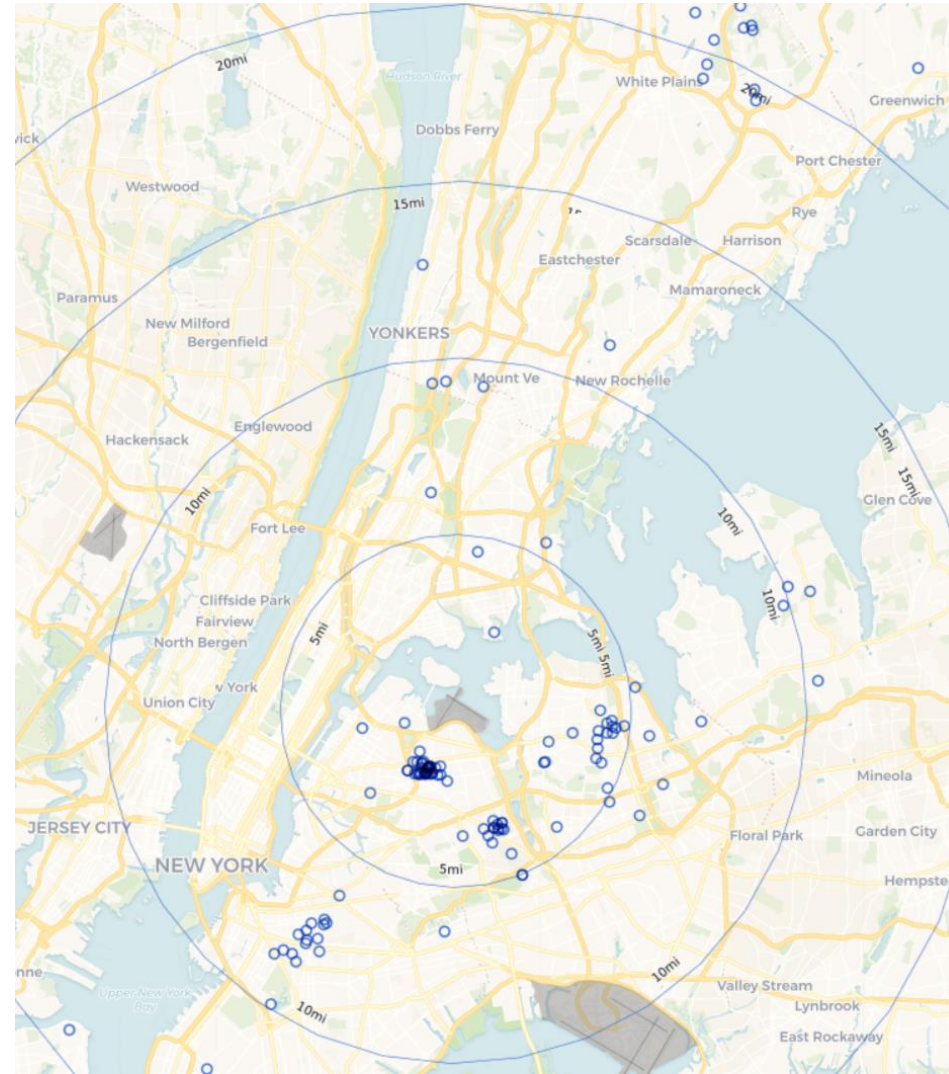 20mi
Hudson River
White Plains
20mi
Greenwich
Dobbs Ferry
Port Chester
Westwood
15mi
Rye
Scarsdale
Harrison
Eastchester
Mamaroneck
Paramus
New Milford
YONKERS
Bergenfield
Mount Ve
New Rochelle
Englewood
Hackensack
15mi
15mi
Glen Cove
10mi
10mi
Fort Lee
Cliffside Park
10mi
Fairview
5mi
5mi
5mi
North Bergen
York
Union City
Mineola
JERSEY CITY
Floral Park
Garden City
NEW YORK
5mi
Hempste
10mi
Valley Stream
Upper New York
Bay
10mi
Lynbrook
East Rockaway